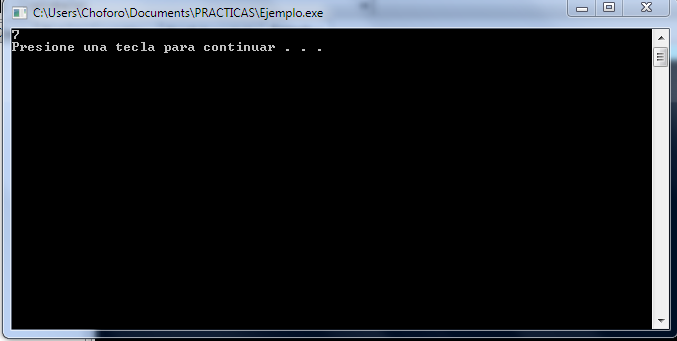 C:\Users\Choforo\Documents\PRACTICAS\Ejemplo.exe
7
Presione una tecla para continuar . . .